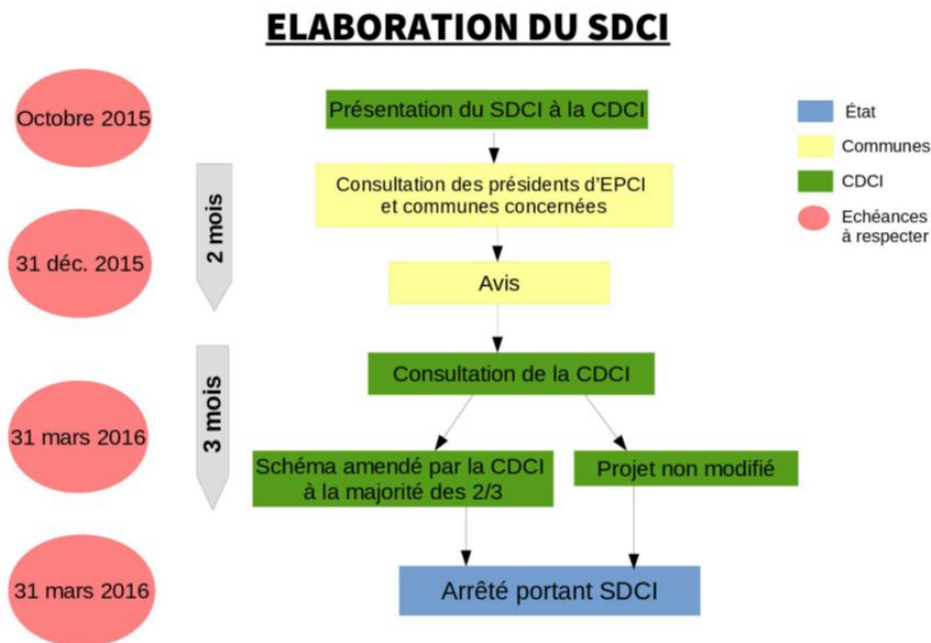 ELABORATION DU SDCI
Octobre 2015
31 déc. 2015
31 mars 2016
31 mars 2016
2 mois
3 mois
Présentation du SDCI à la CDCI
Consultation des présidents d'EPCI
et communes concernées
Avis
Consultation de la CDCI
Schéma amendé par la CDCI
à la majorité des 2/3
Projet non modifié
Arrêté portant SDCI
État
Communes
CDCI
Echéances
à respecter